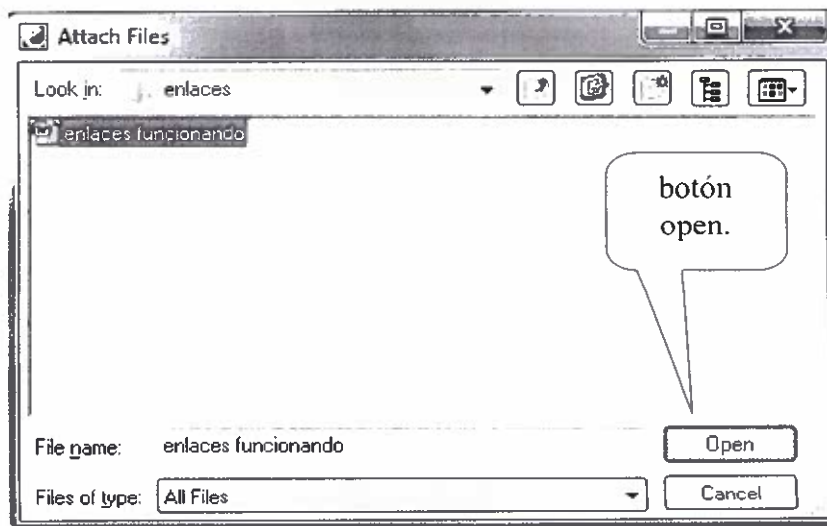 Attach Files
Look in: enlaces
enlaces funcionando
botón
open.
File name: enlaces funcionando
Open
Files of type: All Files
Cancel